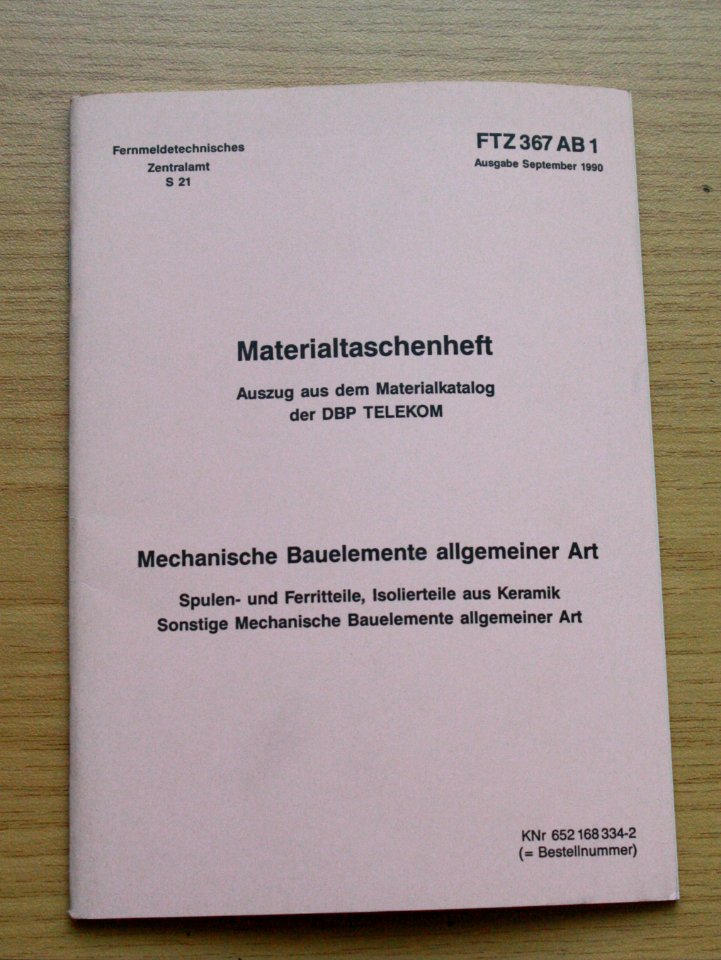 Fernmeldetechnisches
Zentralamt
S 21
FTZ 367 AB 1
Ausgabe September 1990
Materialtaschenheft
Auszug aus dem Materialkatalog
der DBP TELEKOM
Mechanische Bauelemente allgemeiner Art
Spulen- und Ferritteile, Isolierteile aus Keramik
Sonstige Mechanische Bauelemente allgemeiner Art
KNr 652 168 334-2
(= Bestellnummer)